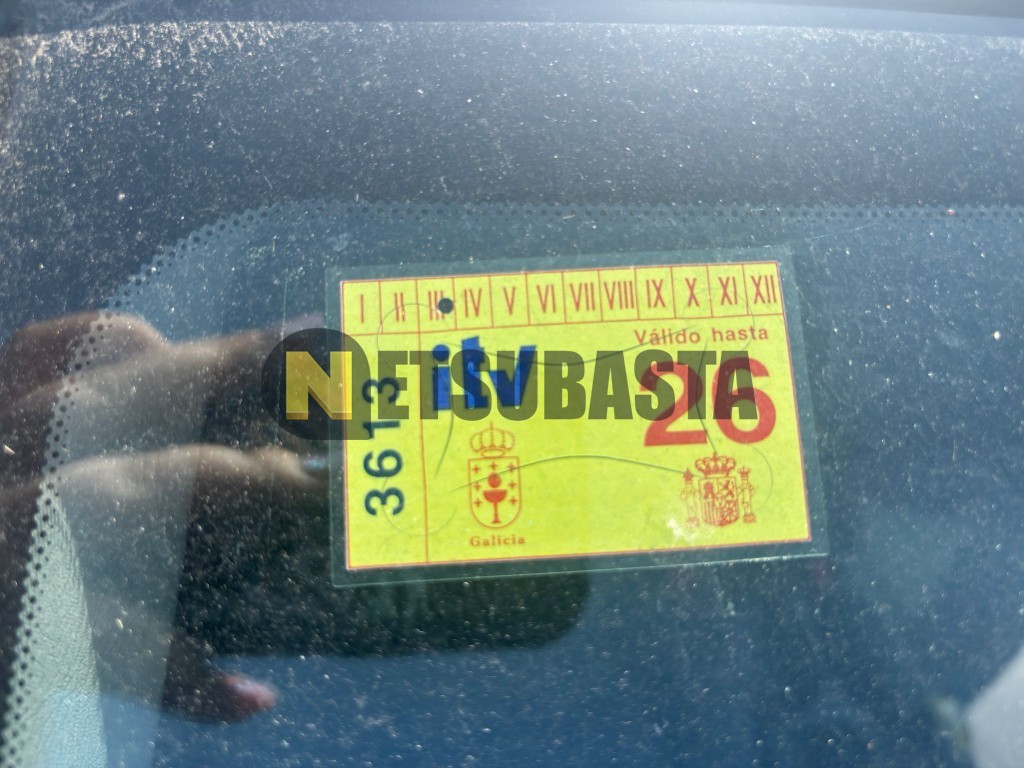 I II III IV V VI VII VIII IX X XI XII
Válido hasta
itv
26
3613
NETSUBASTA
Galicia